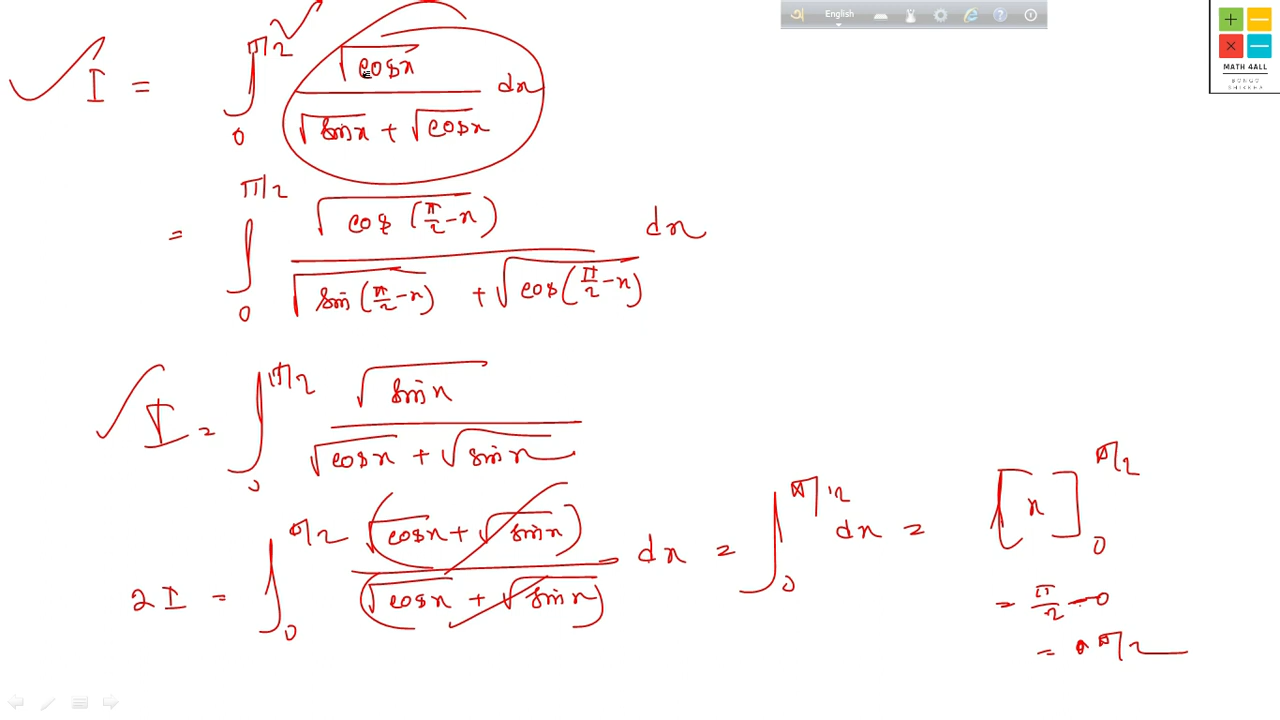 অ English
MATH 4ALL
BONGO SHIKKHA
I = ∫₀^{π/2} √cosx / (√sinx + √cosx) dx
= ∫₀^{π/2} √cos(π/2 - x) / (√sin(π/2 - x) + √cos(π/2 - x)) dx
I = ∫₀^{π/2} √sinx / (√cosx + √sinx)
2I = ∫₀^{π/2} (√cosx + √sinx) / (√cosx + √sinx) dx = ∫₀^{π/2} dx = [x]₀^{π/2}
= π/2 - 0
= π/2